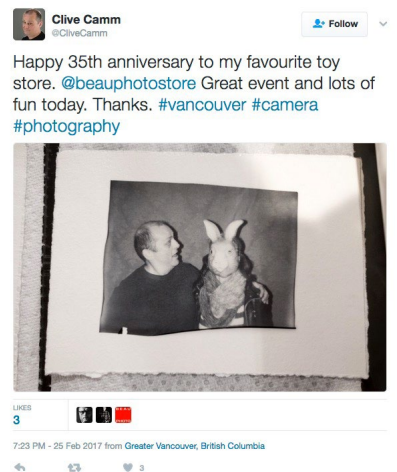 Clive Camm
@CliveCamm
Follow
Happy 35th anniversary to my favourite toy
store. @beauphotostore Great event and lots of
fun today. Thanks. #vancouver #camera
#photography
LIKES
3
7:23 PM - 25 Feb 2017 from Greater Vancouver, British Columbia
3